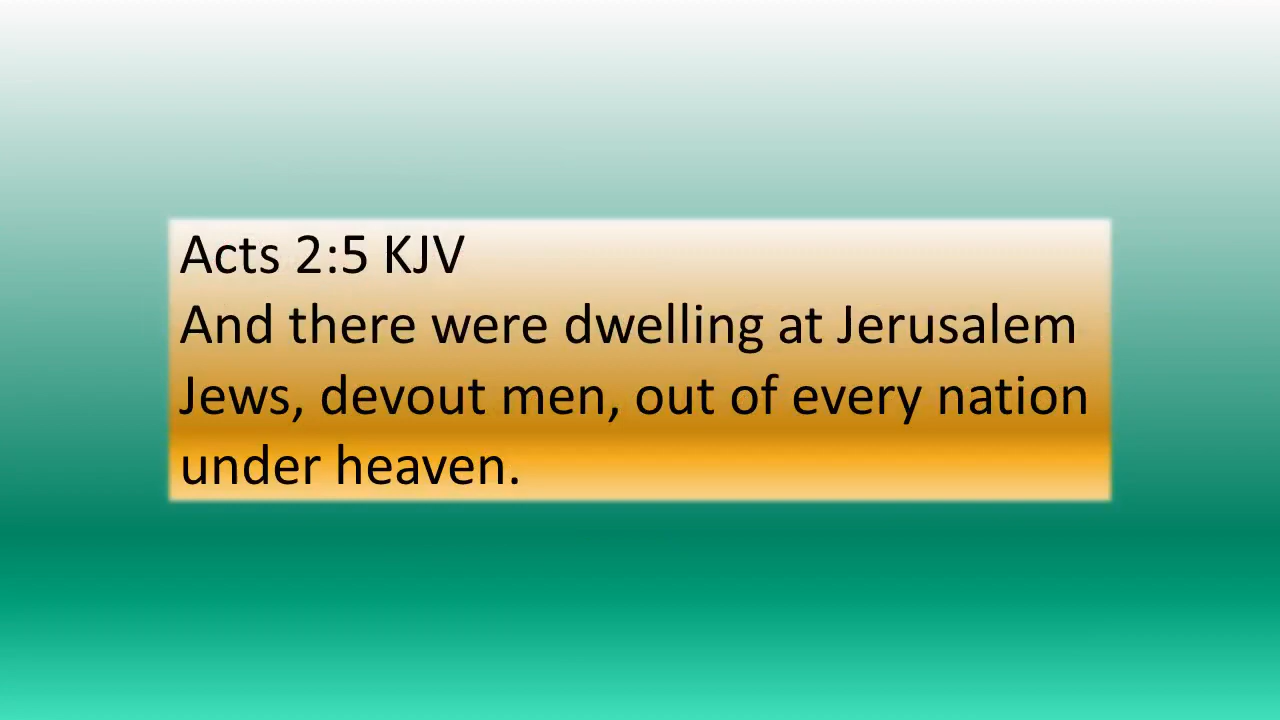 Acts 2:5 KJV
And there were dwelling at Jerusalem
Jews, devout men, out of every nation
under heaven.